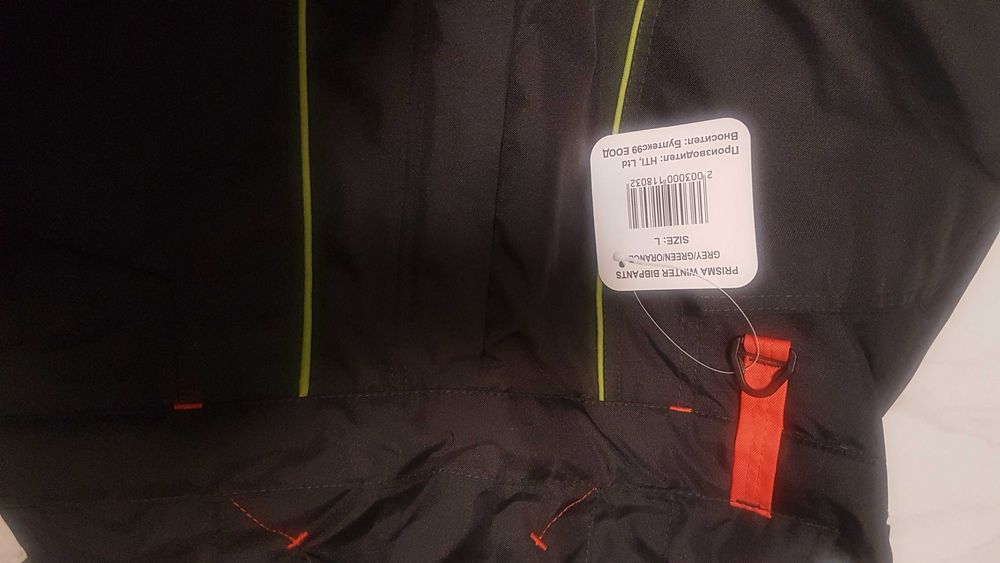 PRISMA WINTER BIBPANTS
GREY/GREEN/ORANGE
SIZE: L
2 003000 118032
Производител: HTI, Ltd
Вносител: Бултекс99 ЕООД